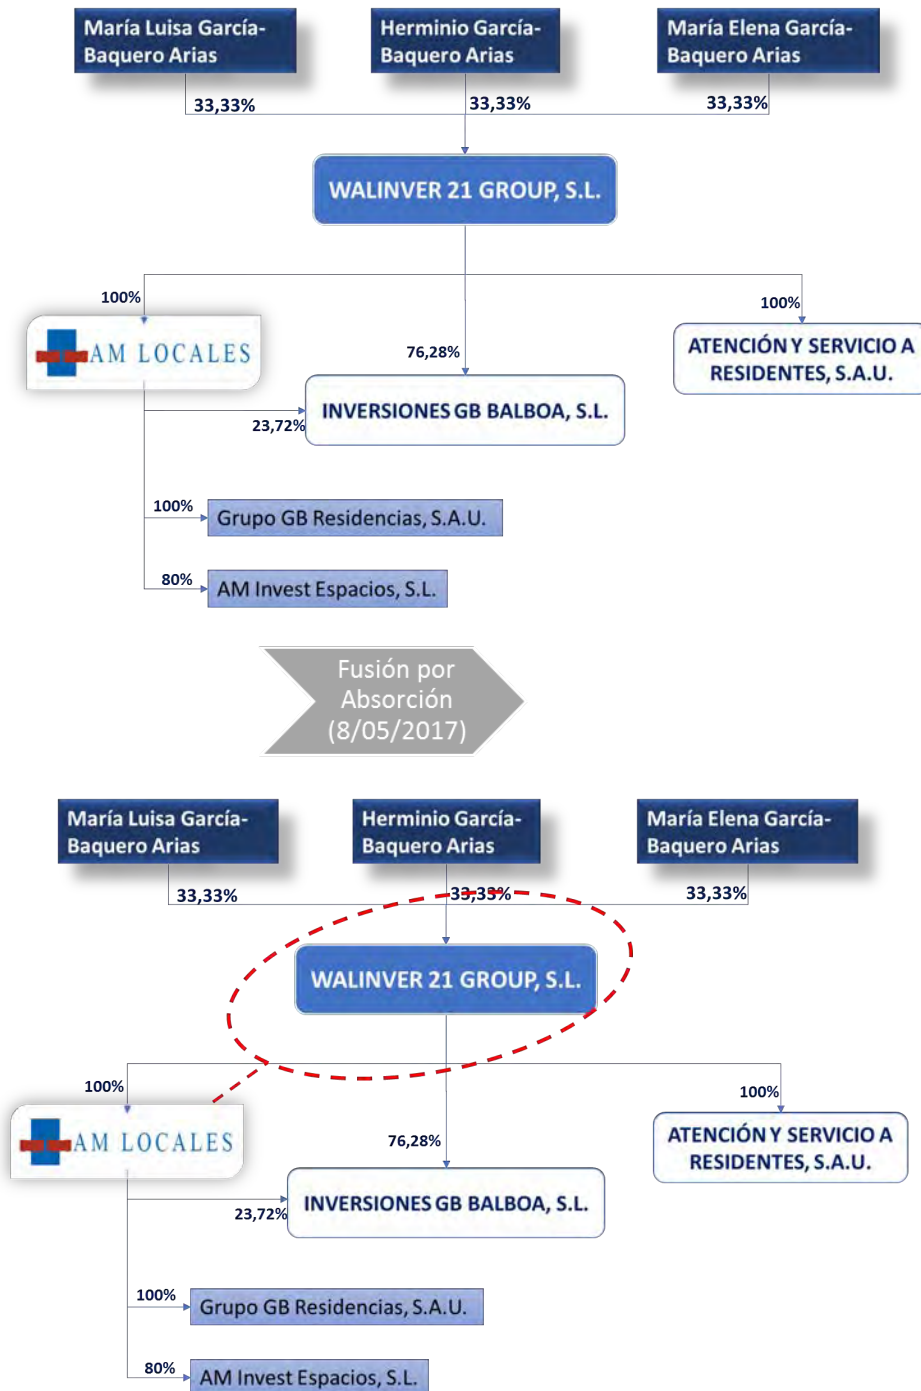 María Luisa García-
Baquero Arias
Herminio García-
Baquero Arias
María Elena García-
Baquero Arias
33,33%
33,33%
33,33%
WALINVER 21 GROUP, S.L.
100%
100%
AM LOCALES
76,28%
ATENCIÓN Y SERVICIO A
RESIDENTES, S.A.U.
INVERSIONES GB BALBOA, S.L.
23,72%
100%
Grupo GB Residencias, S.A.U.
80%
AM Invest Espacios, S.L.
Fusión por
Absorción
(8/05/2017)
María Luisa García-
Baquero Arias
Herminio García-
Baquero Arias
María Elena García-
Baquero Arias
33,33%
33,33%
33,33%
WALINVER 21 GROUP, S.L.
100%
100%
AM LOCALES
76,28%
ATENCIÓN Y SERVICIO A
RESIDENTES, S.A.U.
INVERSIONES GB BALBOA, S.L.
23,72%
100%
Grupo GB Residencias, S.A.U.
80%
AM Invest Espacios, S.L.